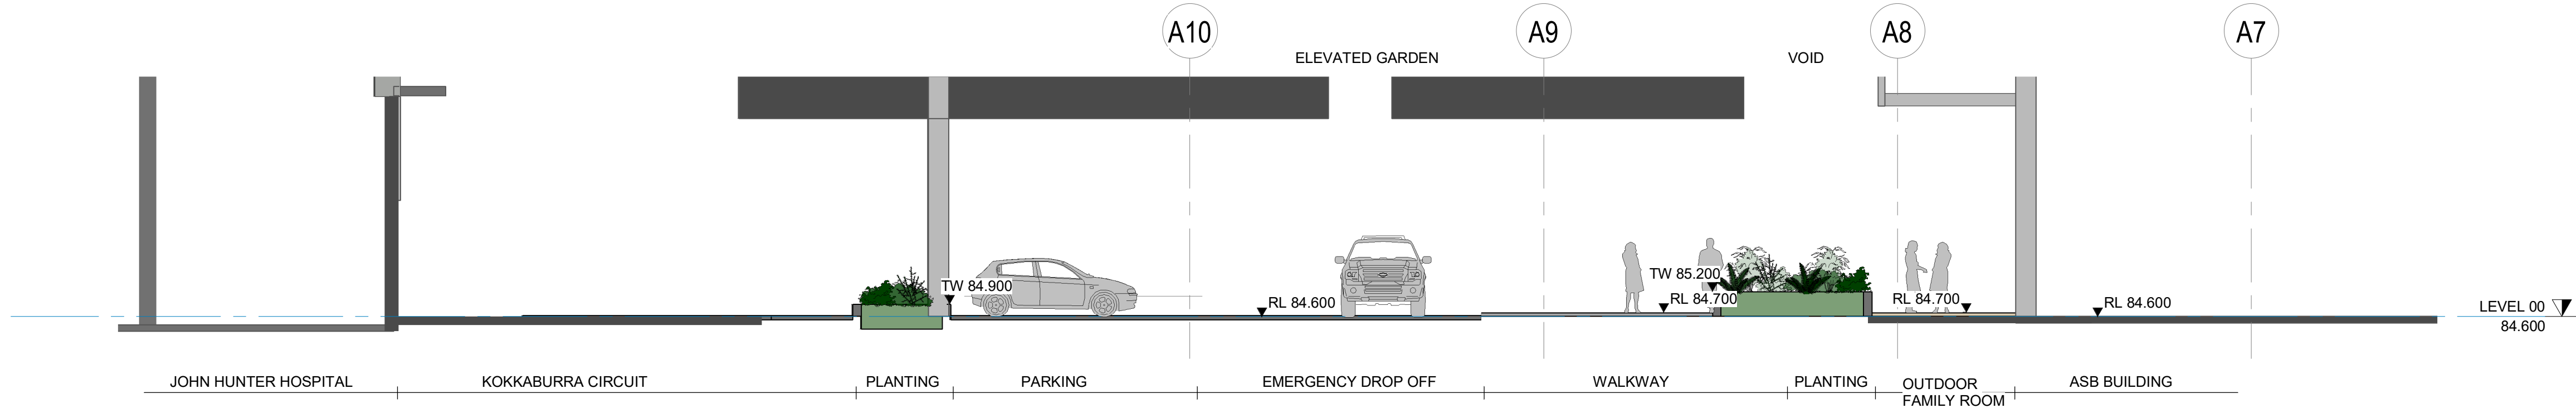 A10
A9
A8
A7
ELEVATED GARDEN
VOID
TW 84.900
RL 84.600
TW 85.200
RL 84.700
RL 84.700
RL 84.600
LEVEL 00
84.600
JOHN HUNTER HOSPITAL
KOKKABURRA CIRCUIT
PLANTING
PARKING
EMERGENCY DROP OFF
WALKWAY
PLANTING
OUTDOOR
FAMILY ROOM
ASB BUILDING